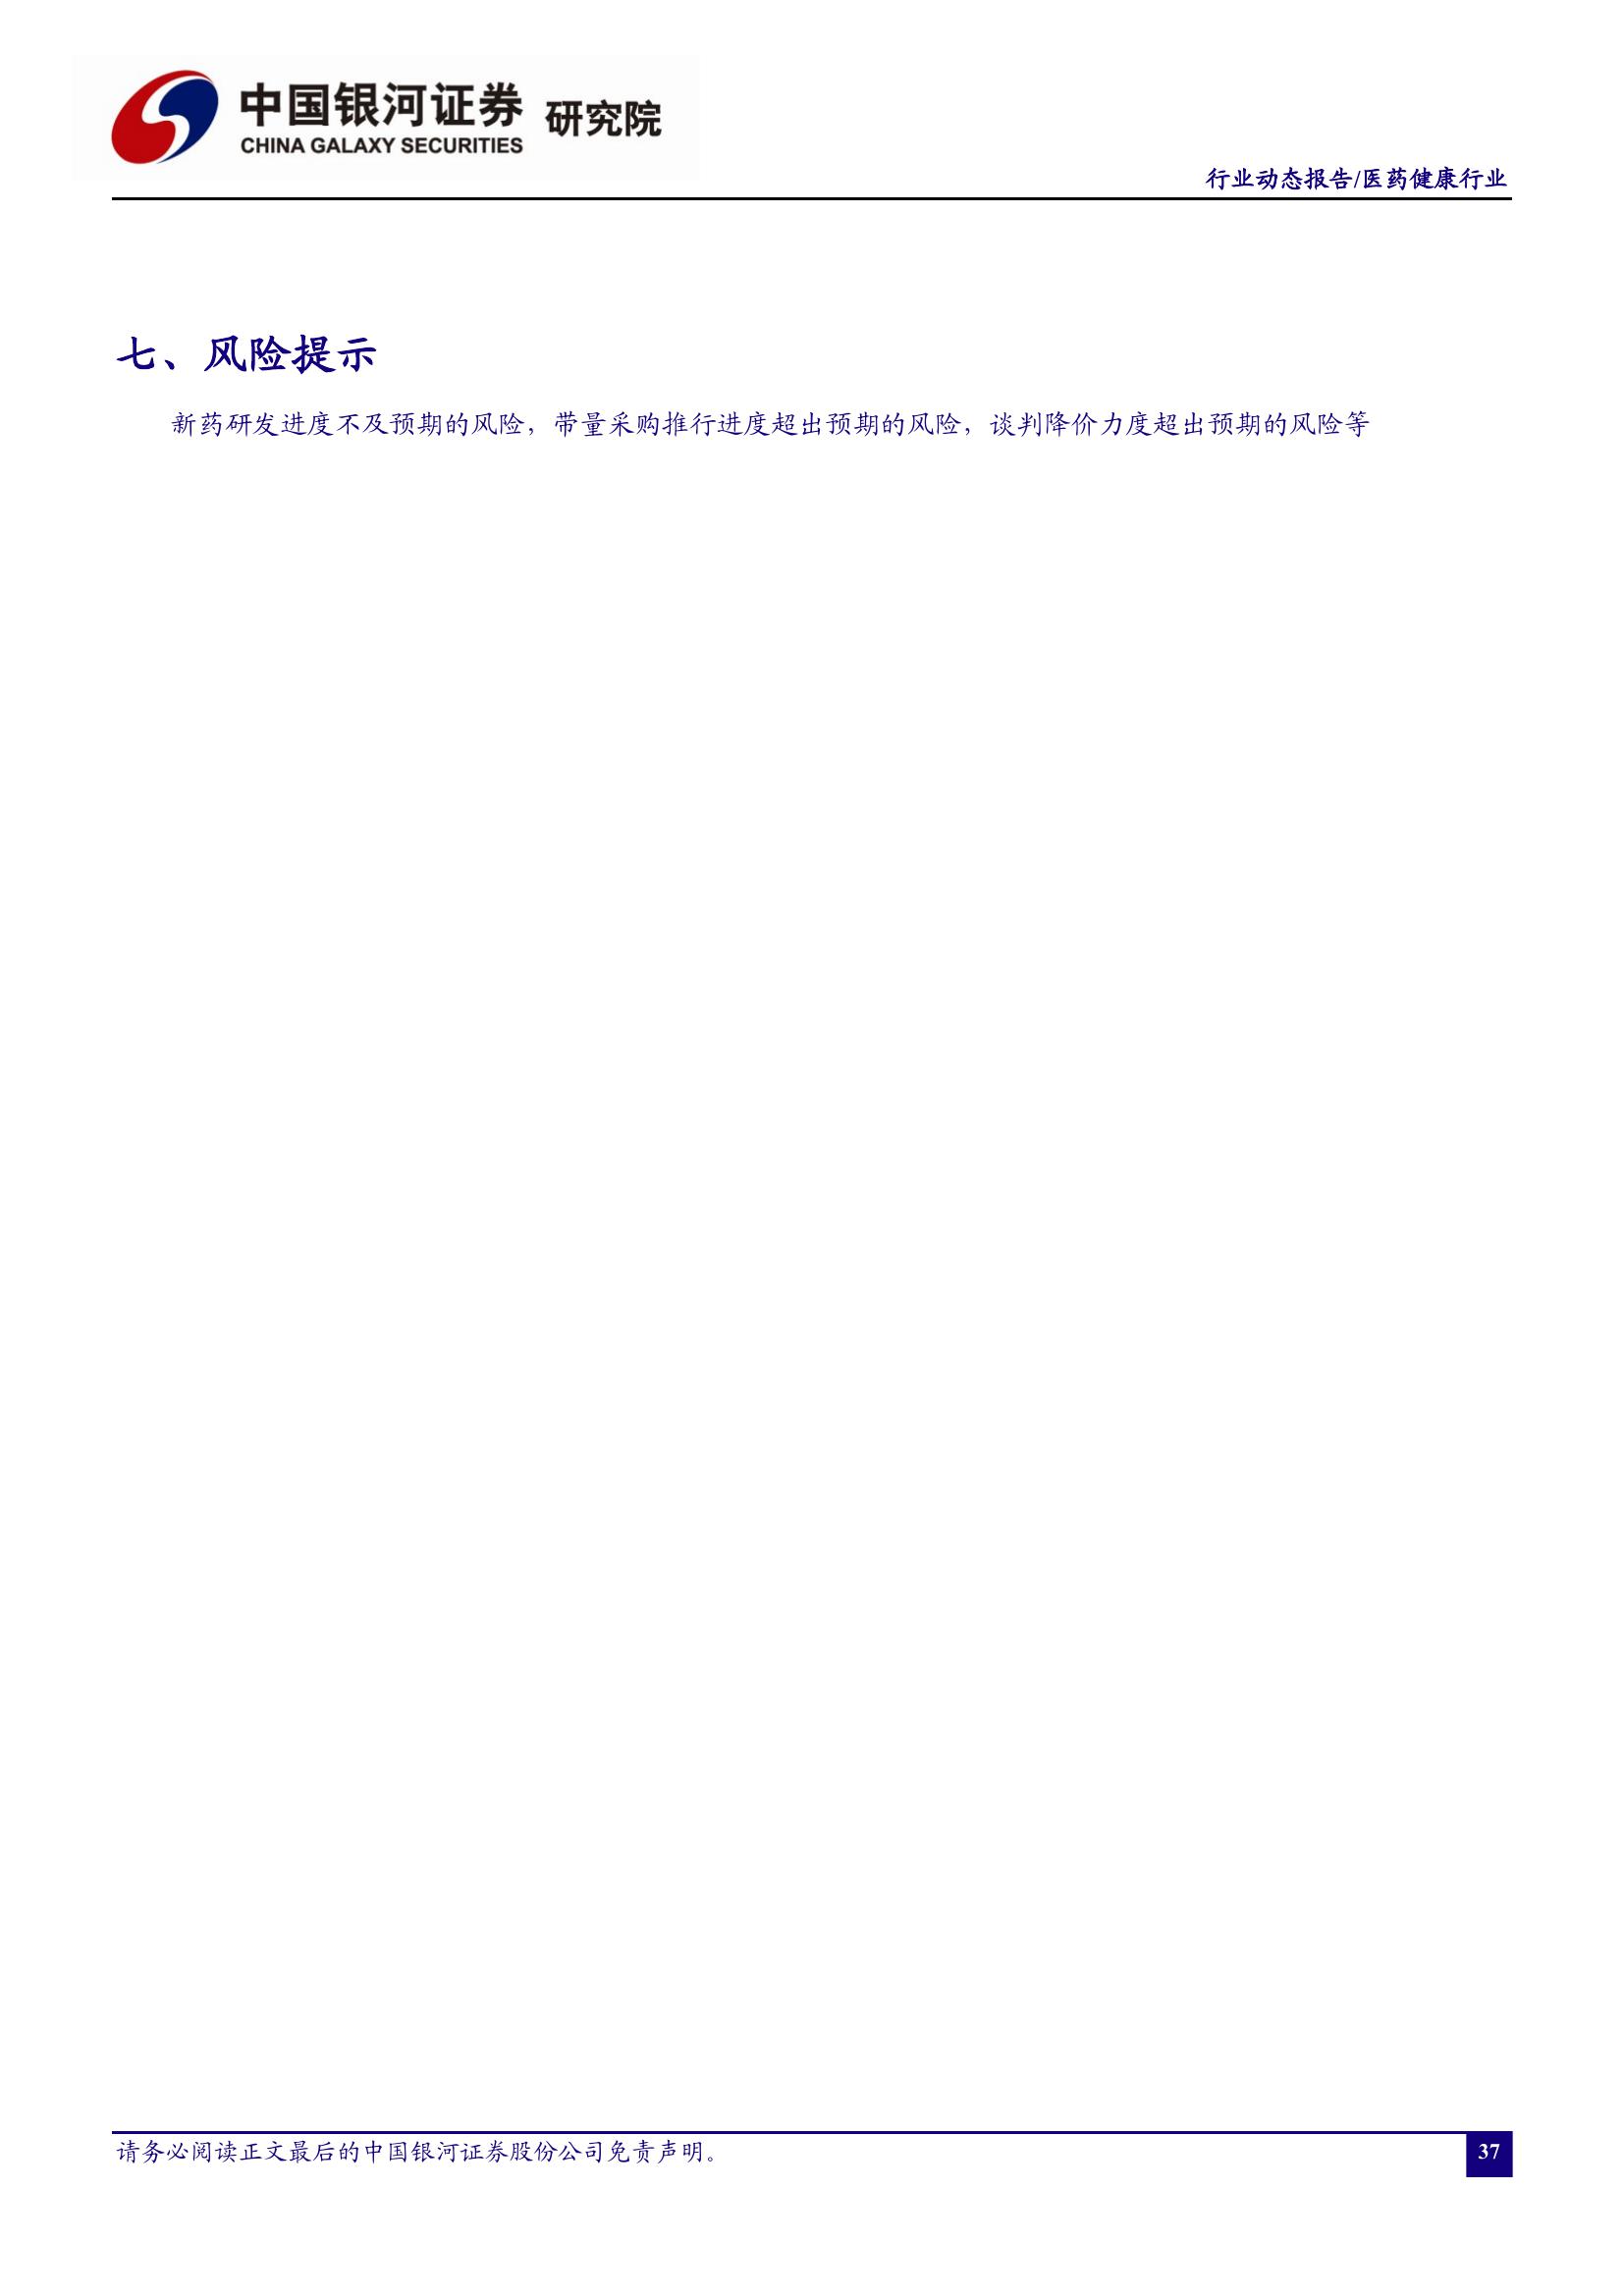 中国银河证券 研究院
CHINA GALAXY SECURITIES
行业动态报告/医药健康行业
七、风险提示
新药研发进度不及预期的风险，带量采购推行进度超出预期的风险，谈判降价力度超出预期的风险等
请务必阅读正文最后的中国银河证券股份公司免责声明。
37